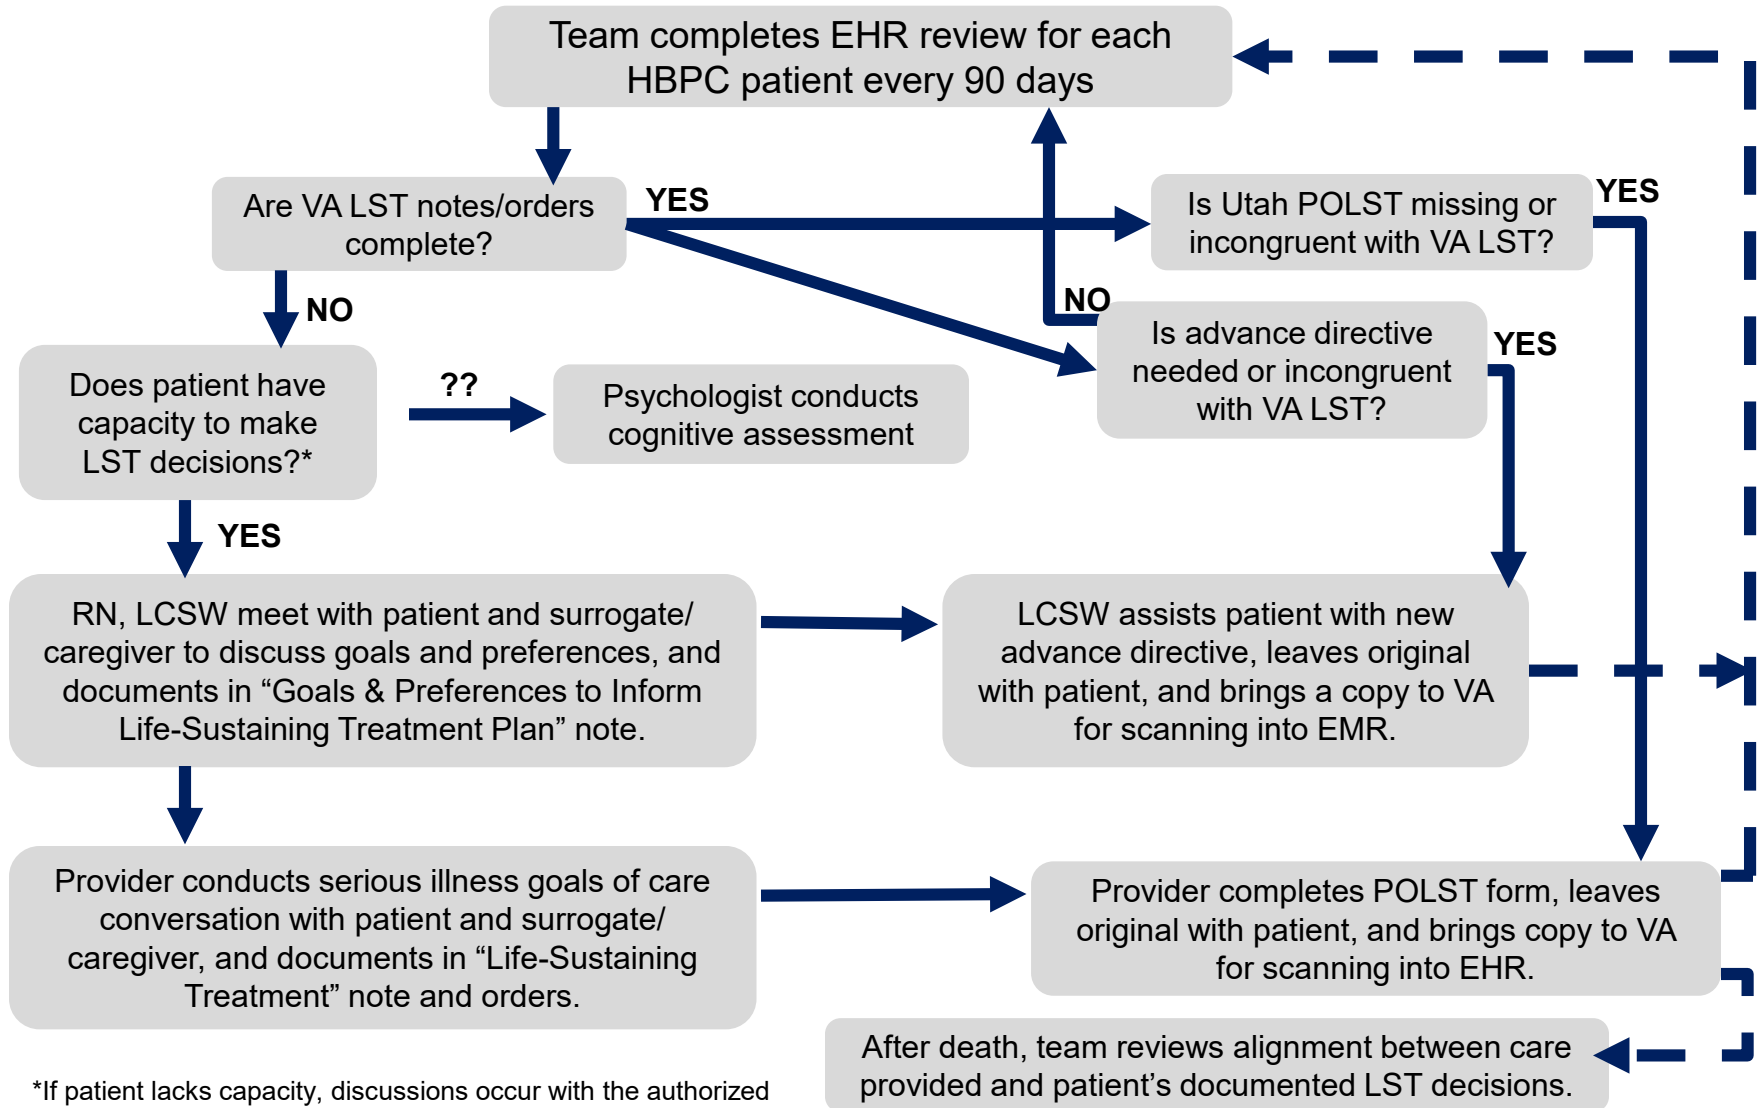 Team completes EHR review for each
HBPC patient every 90 days
Are VA LST notes/orders
complete?
YES
Is Utah POLST missing or
incongruent with VA LST?
YES
NO
NO
Is advance directive
needed or incongruent
with VA LST?
YES
Does patient have
capacity to make
LST decisions?*
??
Psychologist conducts
cognitive assessment
YES
RN, LCSW meet with patient and surrogate/
caregiver to discuss goals and preferences, and
documents in “Goals & Preferences to Inform
Life-Sustaining Treatment Plan” note.
LCSW assists patient with new
advance directive, leaves original
with patient, and brings a copy to VA
for scanning into EMR.
Provider conducts serious illness goals of care
conversation with patient and surrogate/
caregiver, and documents in “Life-Sustaining
Treatment” note and orders.
Provider completes POLST form, leaves
original with patient, and brings copy to VA
for scanning into EHR.
After death, team reviews alignment between care
provided and patient’s documented LST decisions.
*If patient lacks capacity, discussions occur with the authorized